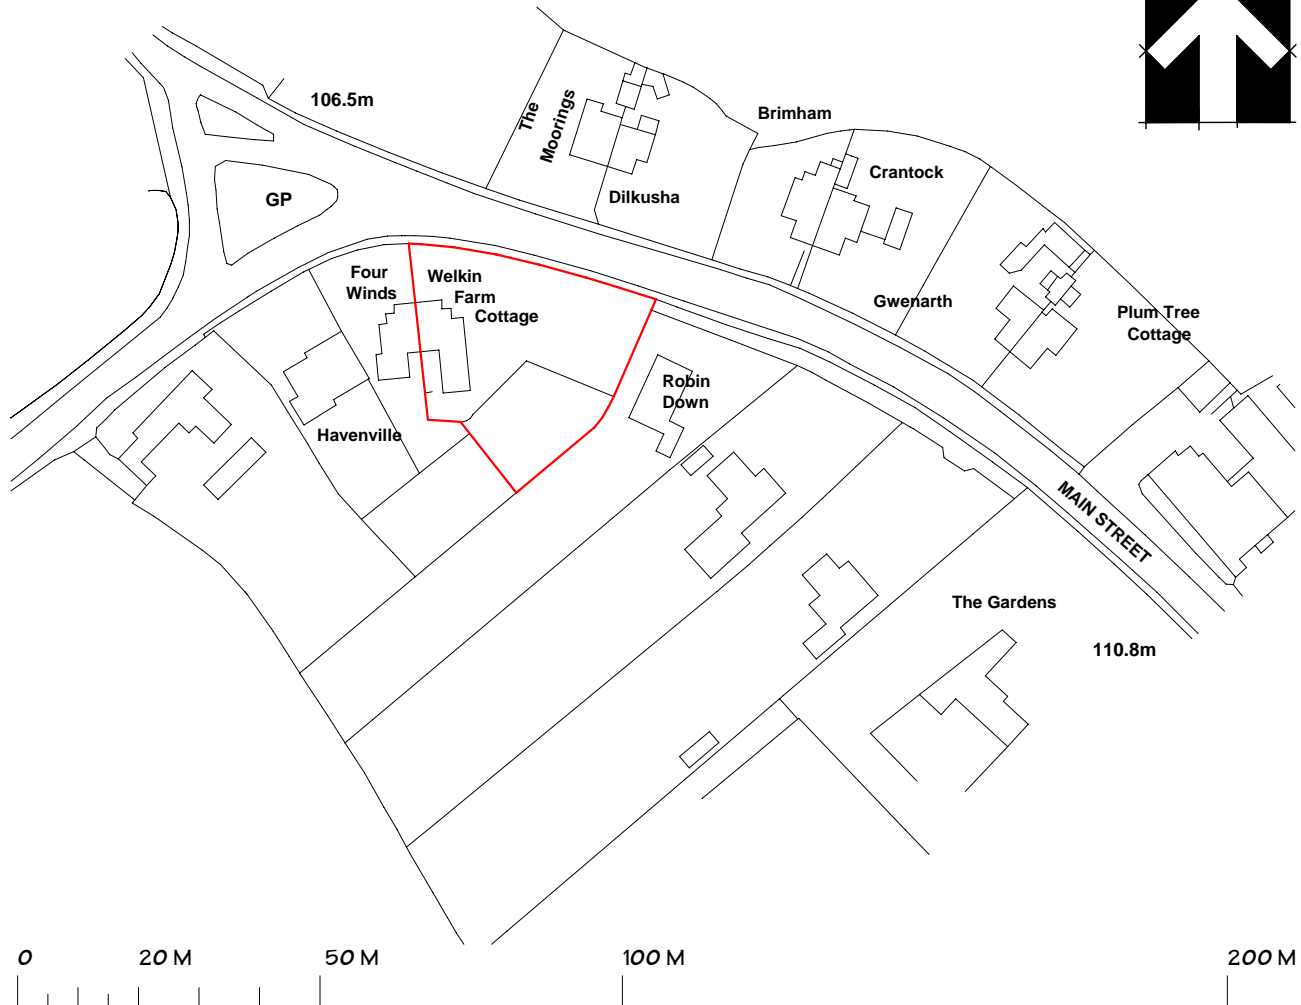 106.5m
The
Moorings
Brimham
Crantock
GP
Dilkusha
Four
Winds
Welkin
Farm
Cottage
Gwenarth
Plum Tree
Cottage
Robin
Down
Havenville
MAIN STREET
The Gardens
110.8m
0 20 M 50 M 100 M 200 M